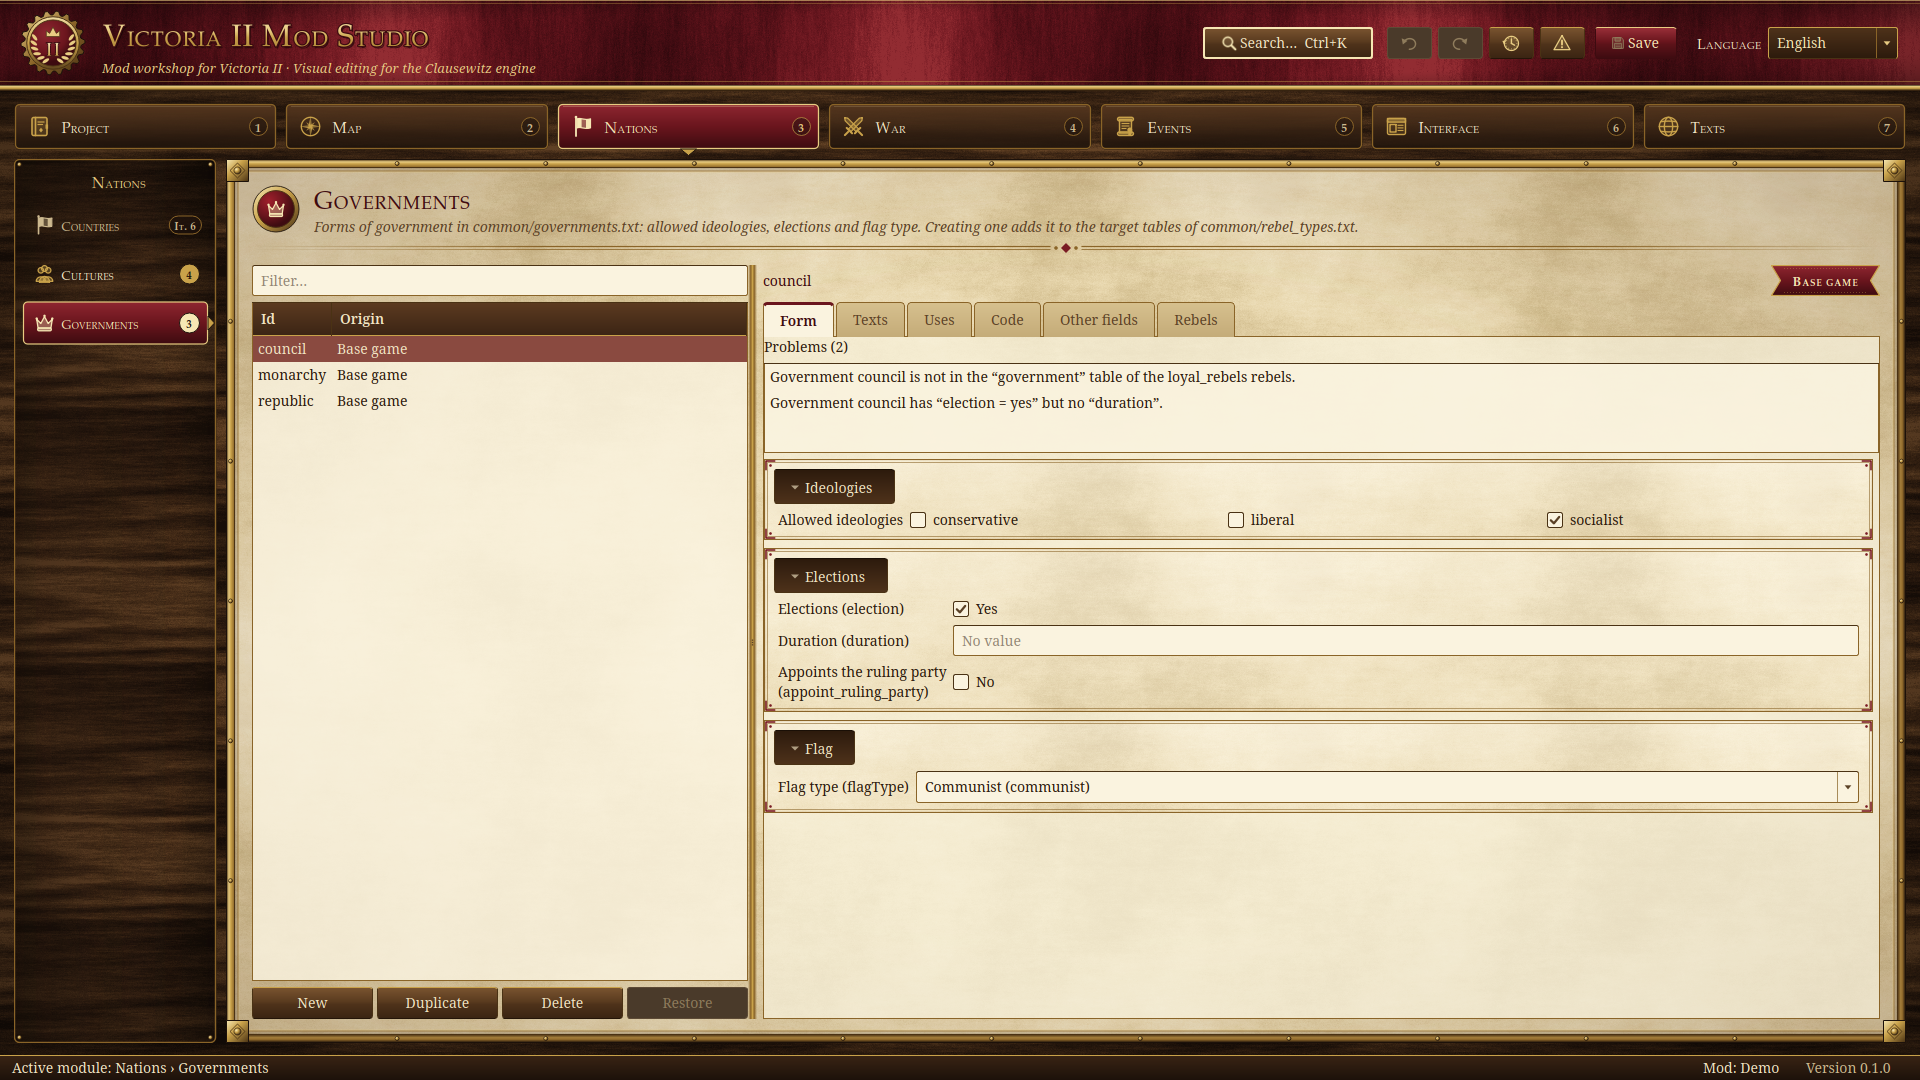 Victoria II Mod Studio
Mod workshop for Victoria II · Visual editing for the Clausewitz engine
Search... Ctrl+K
Save
Language
English
II
Project 1
Map 2
Nations 3
War 4
Events 5
Interface 6
Texts 7
Nations
Countries It. 6
Cultures 4
Governments 3
Governments
Forms of government in common/governments.txt: allowed ideologies, elections and flag type. Creating one adds it to the target tables of common/rebel_types.txt.
Filter...
Id Origin
council Base game
monarchy Base game
republic Base game
New Duplicate Delete Restore
council
Base game
Form Texts Uses Code Other fields Rebels
Problems (2)
Government council is not in the “government” table of the loyal_rebels rebels.
Government council has “election = yes” but no “duration”.
Ideologies
Allowed ideologies conservative liberal socialist
Elections
Elections (election) Yes
Duration (duration) No value
Appoints the ruling party
(appoint_ruling_party) No
Flag
Flag type (flagType) Communist (communist)
Active module: Nations › Governments
Mod: Demo Version 0.1.0